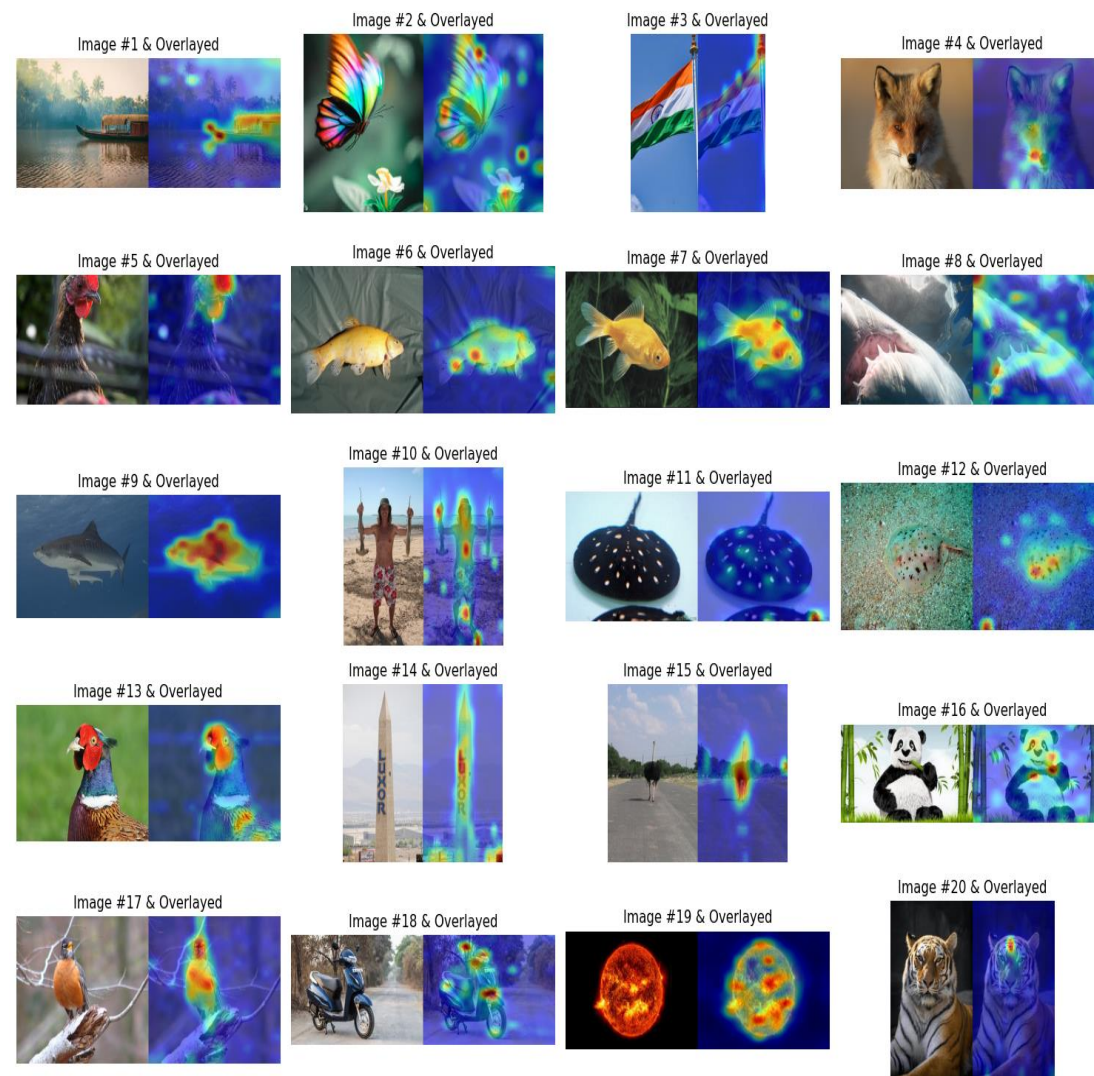 Image #1 & Overlayed
Image #2 & Overlayed
Image #3 & Overlayed
Image #4 & Overlayed
Image #5 & Overlayed
Image #6 & Overlayed
Image #7 & Overlayed
Image #8 & Overlayed
Image #9 & Overlayed
Image #10 & Overlayed
Image #11 & Overlayed
Image #12 & Overlayed
Image #13 & Overlayed
Image #14 & Overlayed
LUXOR
LUXOR
Image #15 & Overlayed
Image #16 & Overlayed
Image #17 & Overlayed
Image #18 & Overlayed
Image #19 & Overlayed
Image #20 & Overlayed